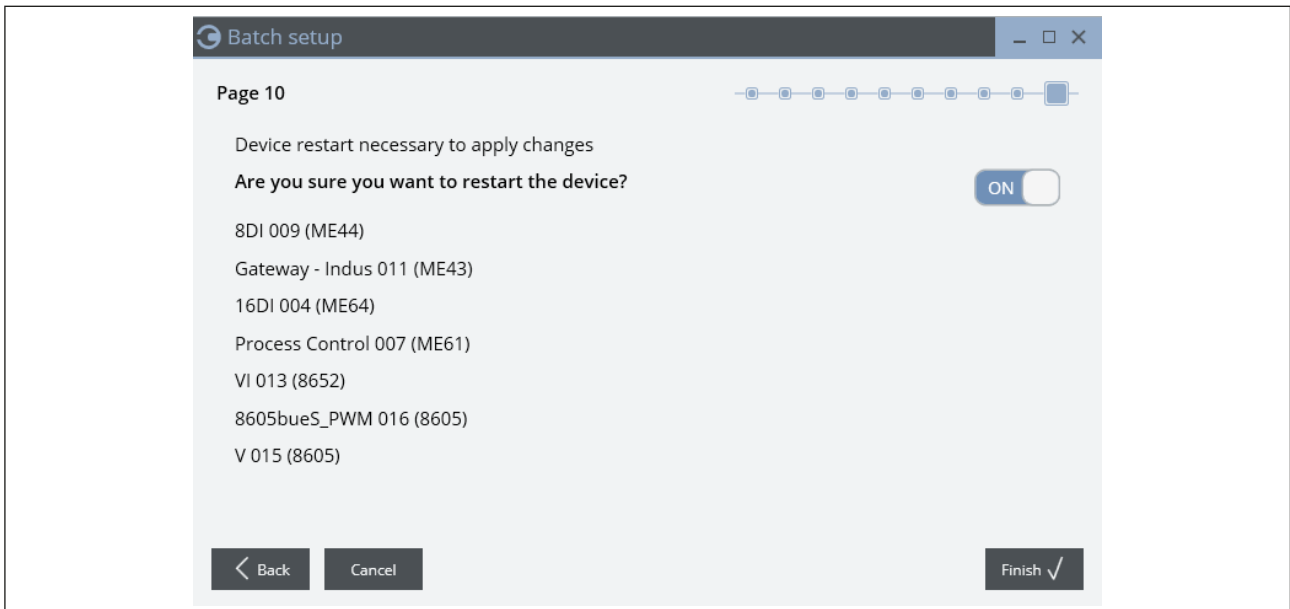 Batch setup
Page 10
Device restart necessary to apply changes
Are you sure you want to restart the device?
ON
8DI 009 (ME44)
Gateway - Indus 011 (ME43)
16DI 004 (ME64)
Process Control 007 (ME61)
VI 013 (8652)
8605bueS_PWM 016 (8605)
V 015 (8605)
Back
Cancel
Finish